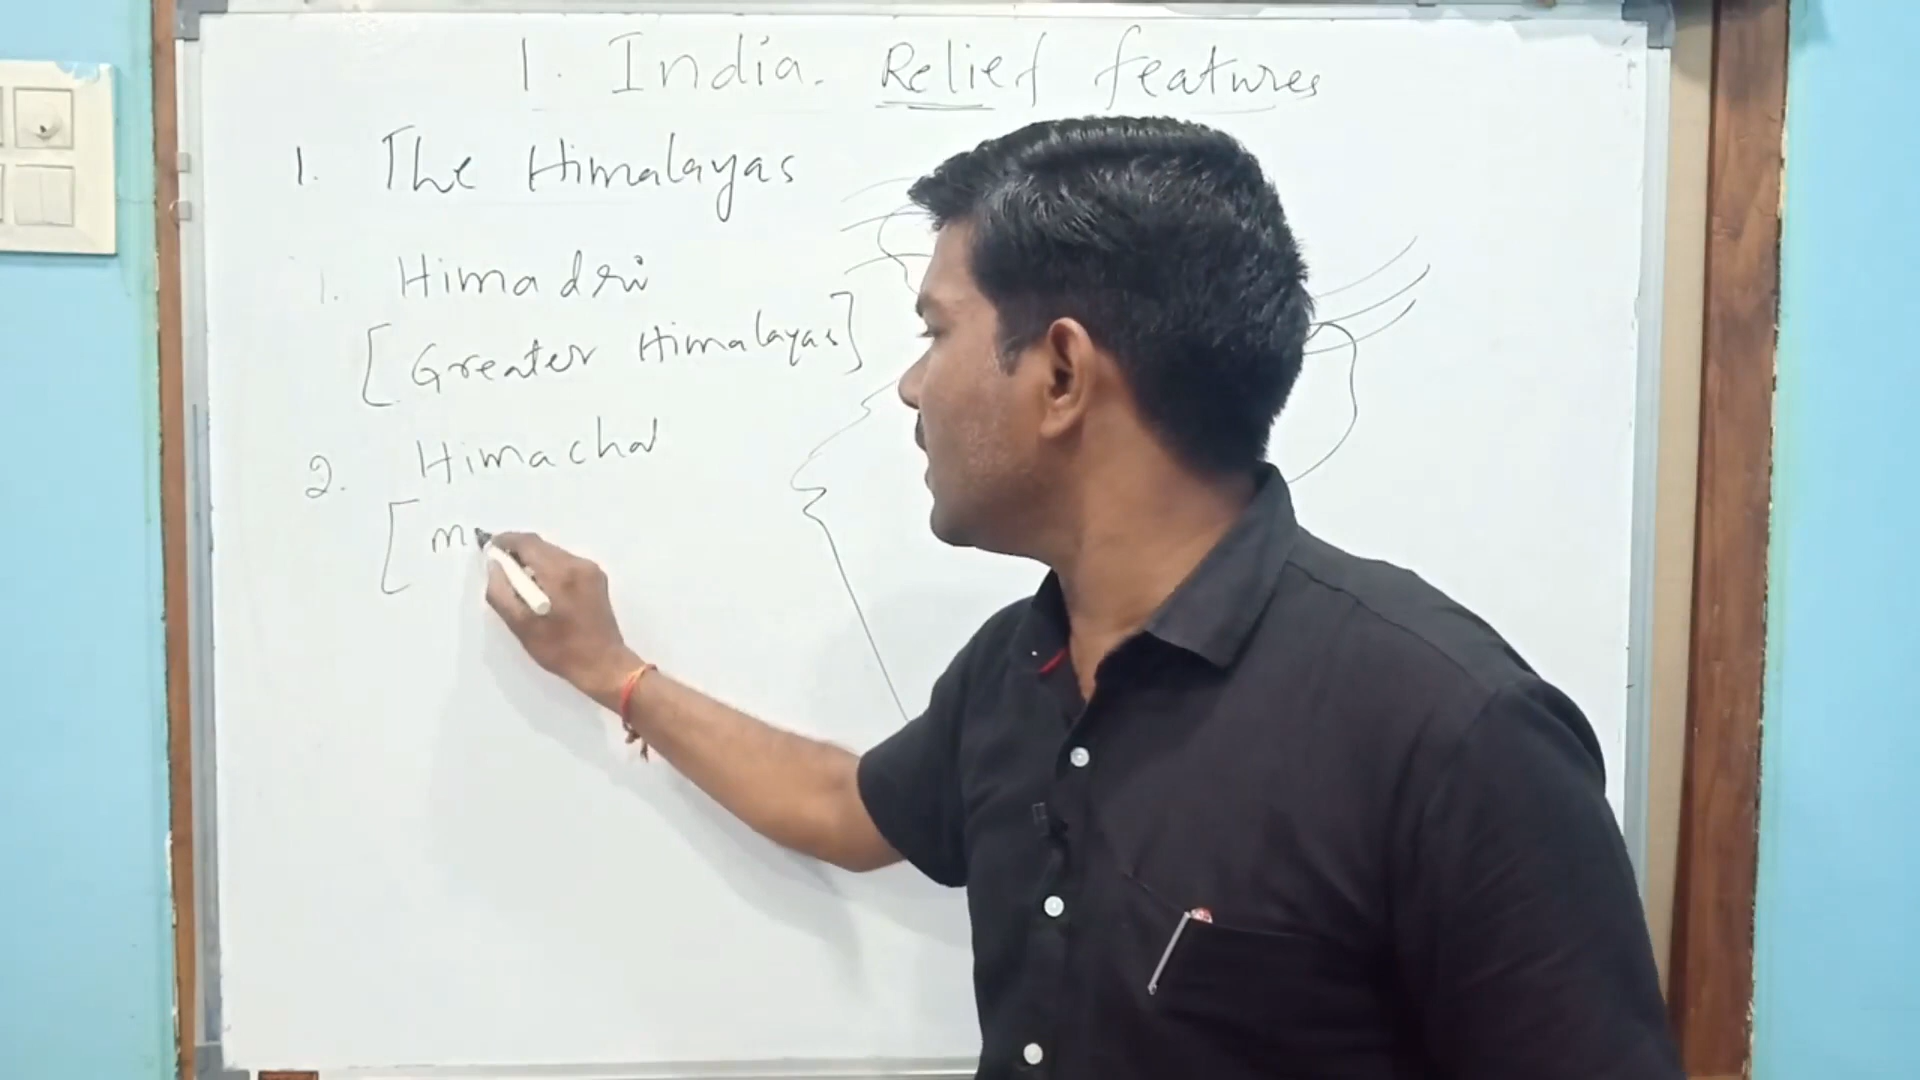 1. India. Relief features
1. The Himalayas
1. Himadri
[Greater Himalayas]
2. Himachal
[m